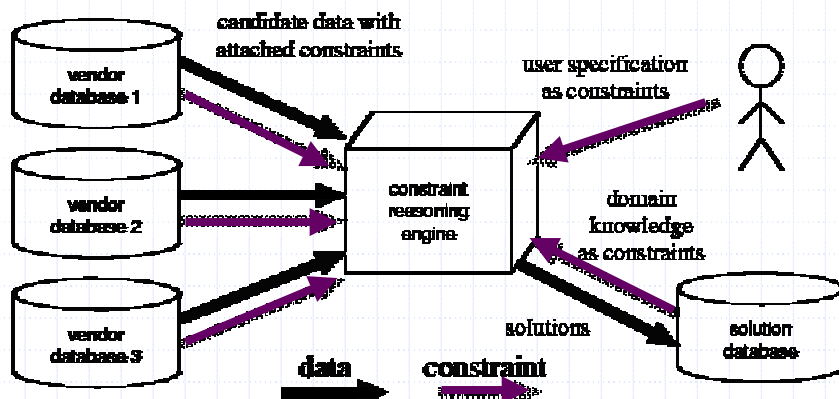 candidate data with
attached constraints
vendor
database 1
user specification
as constraints
vendor
database 2
constraint
reasoning
engine
domain
knowledge
as constraints
vendor
database 3
solutions
solution
database
data
constraint